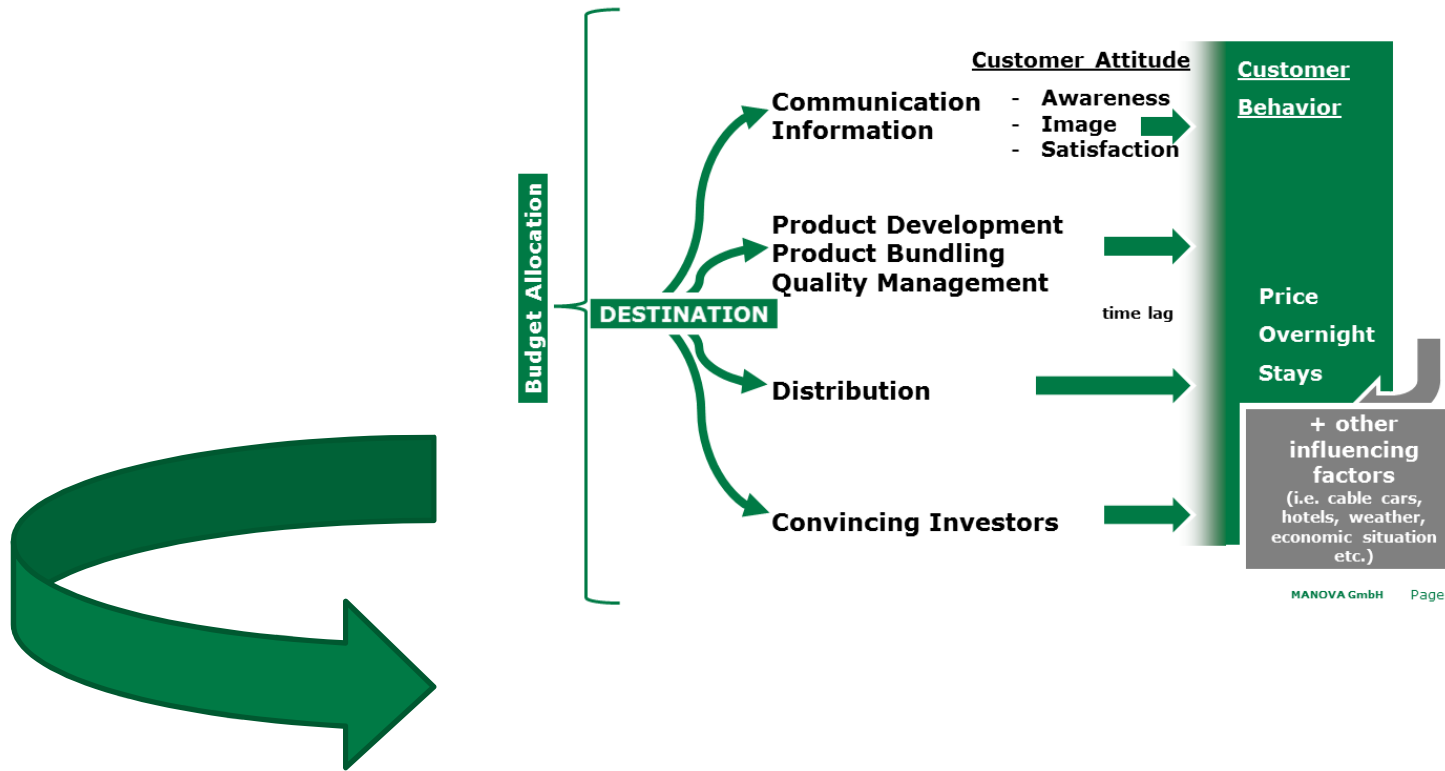 Budget Allocation
DESTINATION
Communication
Information
Customer Attitude
- Awareness
- Image
- Satisfaction
Product Development
Product Bundling
Quality Management
time lag
Distribution
Convincing Investors
Customer
Behavior
Price
Overnight
Stays
+ other
influencing
factors
(i.e. cable cars,
hotels, weather,
economic situation
etc.)
MANOVA GmbH Page